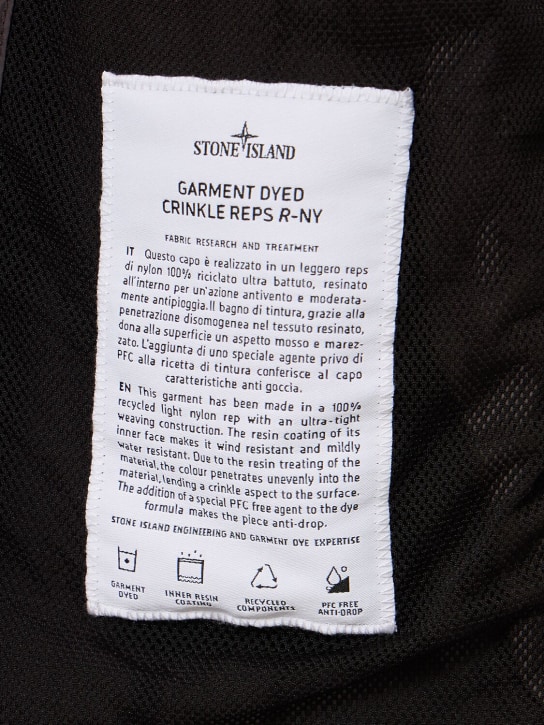 STONE ISLAND
GARMENT DYED
CRINKLE REPS R-NY
FABRIC RESEARCH AND TREATMENT
IT Questo capo è realizzato in un leggero reps
di nylon 100% riciclato ultra battuto, resinato
all'interno per un'azione antivento e moderata-
mente antipioggia.Il bagno di tintura, grazie alla
penetrazione disomogenea nel tessuto resinato,
dona alla superficie un aspetto mosso e marez-
zato. L'aggiunta di uno speciale agente privo di
PFC alla ricetta di tintura conferisce al capo
caratteristiche anti goccia.
EN This garment has been made in a 100%
recycled light nylon rep with an ultra-tight
weaving construction. The resin coating of its
inner face makes it wind resistant and mildly
water resistant. Due to the resin treating of the
material,the colour penetrates unevenly into the
material,lending a crinkle aspect to the surface.
The addition of a special PFC free agent to the dye
formula makes the piece anti-drop.
STONE ISLAND ENGINEERING AND GARMENT DYE EXPERTISE
GARMENT
DYED
INNER RESIN
COATING
RECYCLED
COMPONENTS
PFC FREE
ANTI-DROP